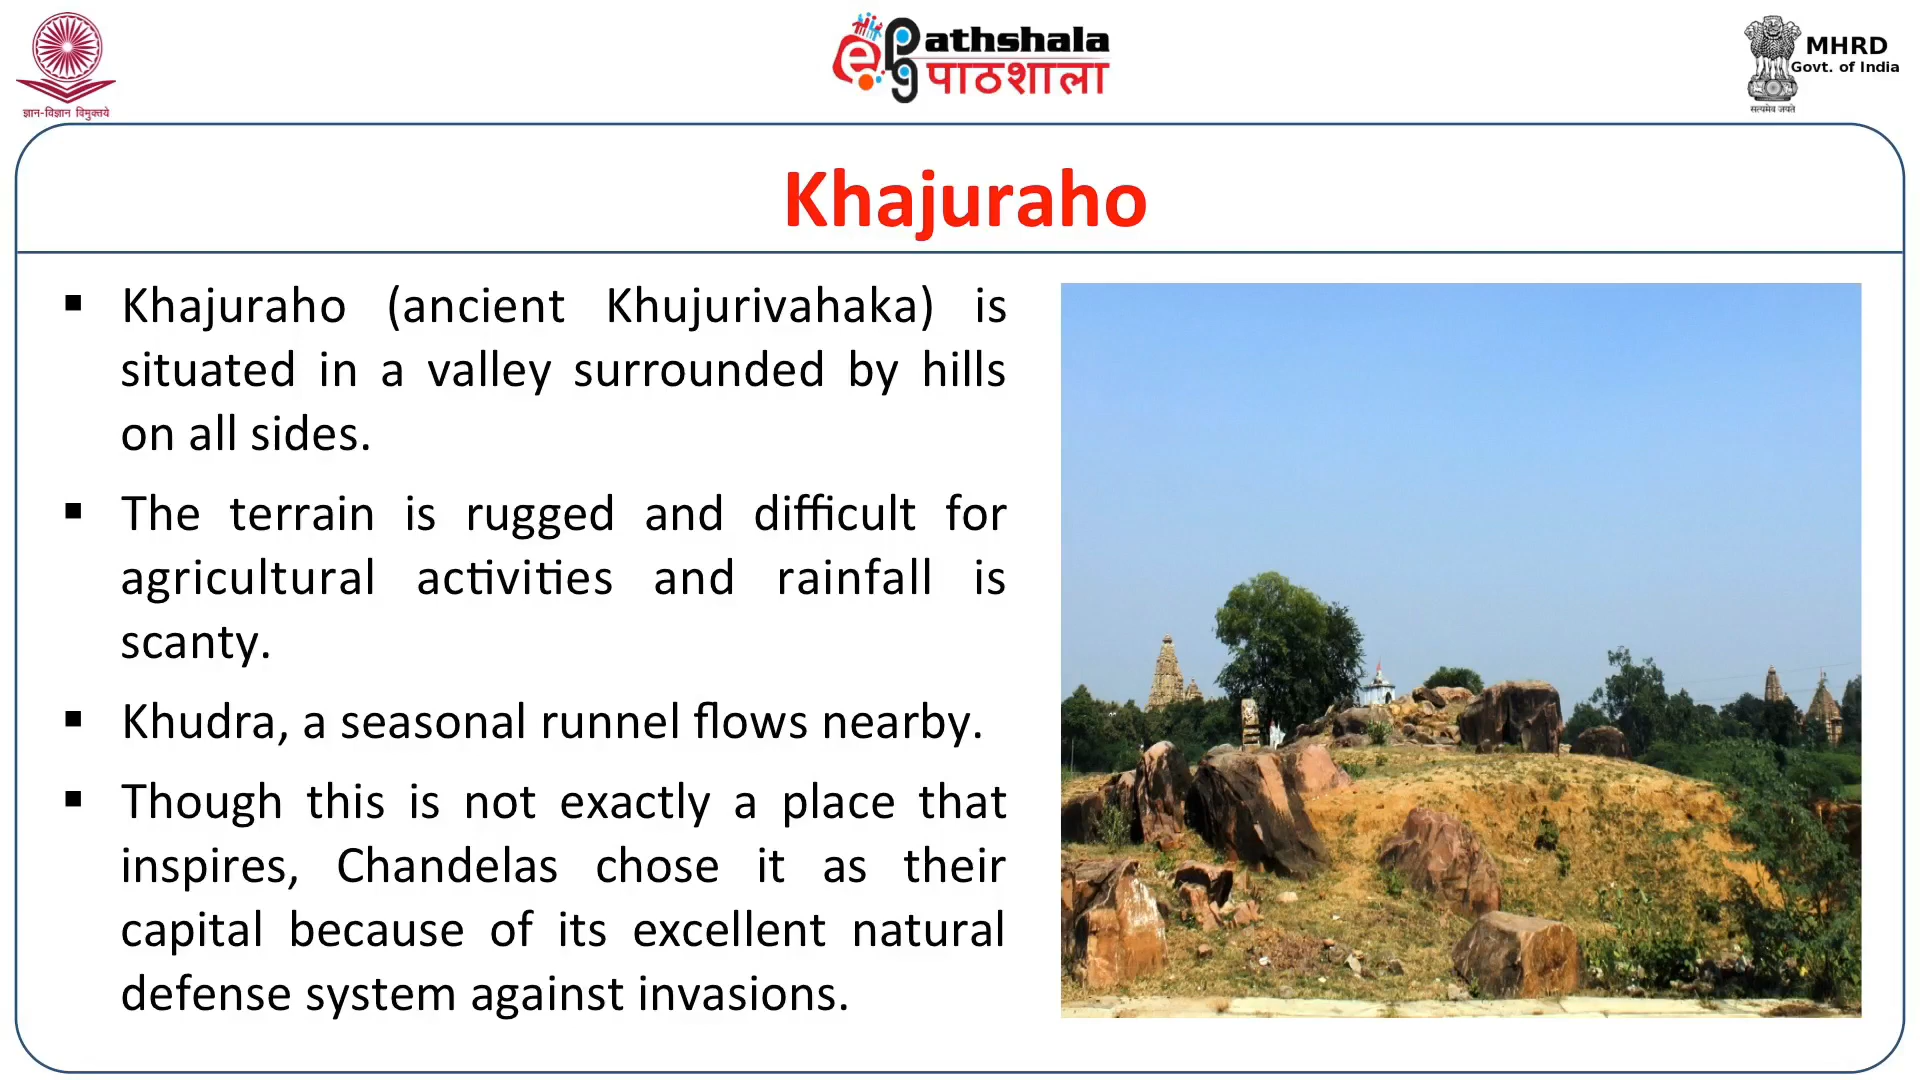 ज्ञान-विज्ञान विमुक्तये
ePG Pathshala
पाठशाला
MHRD
Govt. of India
सत्यमेव जयते
Khajuraho
▪ Khajuraho (ancient Khujurivahaka) is
situated in a valley surrounded by hills
on all sides.
▪ The terrain is rugged and difficult for
agricultural activities and rainfall is
scanty.
▪ Khudra, a seasonal runnel flows nearby.
▪ Though this is not exactly a place that
inspires, Chandelas chose it as their
capital because of its excellent natural
defense system against invasions.